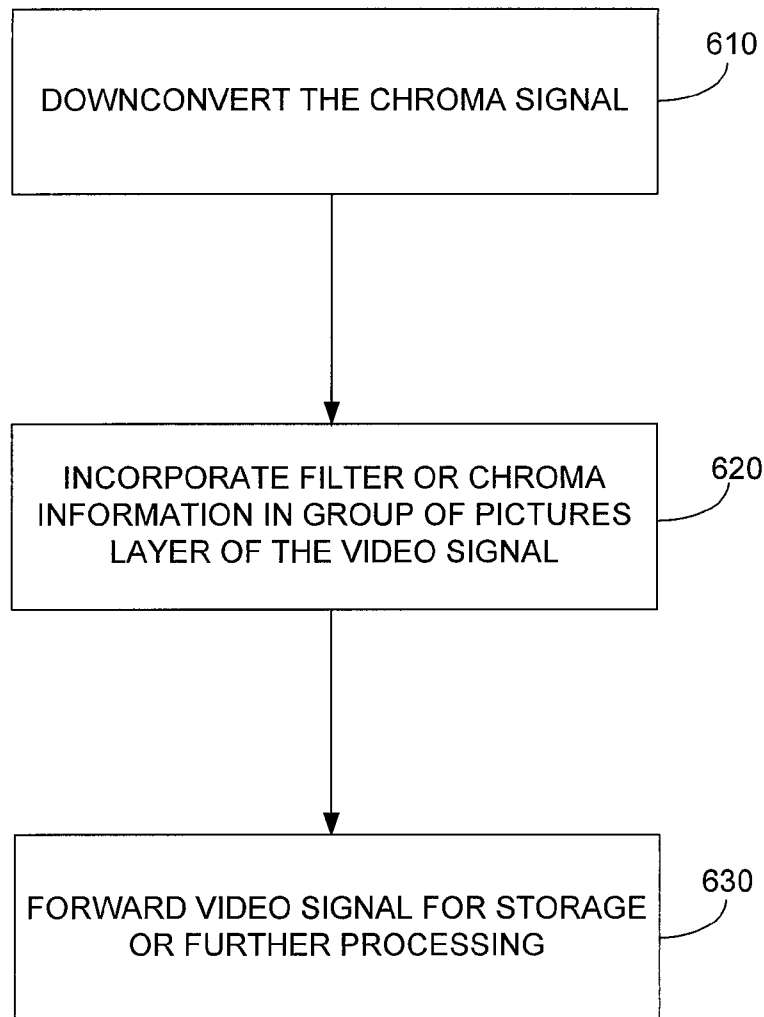 610
DOWNCONVERT THE CHROMA SIGNAL
620
INCORPORATE FILTER OR CHROMA
INFORMATION IN GROUP OF PICTURES
LAYER OF THE VIDEO SIGNAL
630
FORWARD VIDEO SIGNAL FOR STORAGE
OR FURTHER PROCESSING